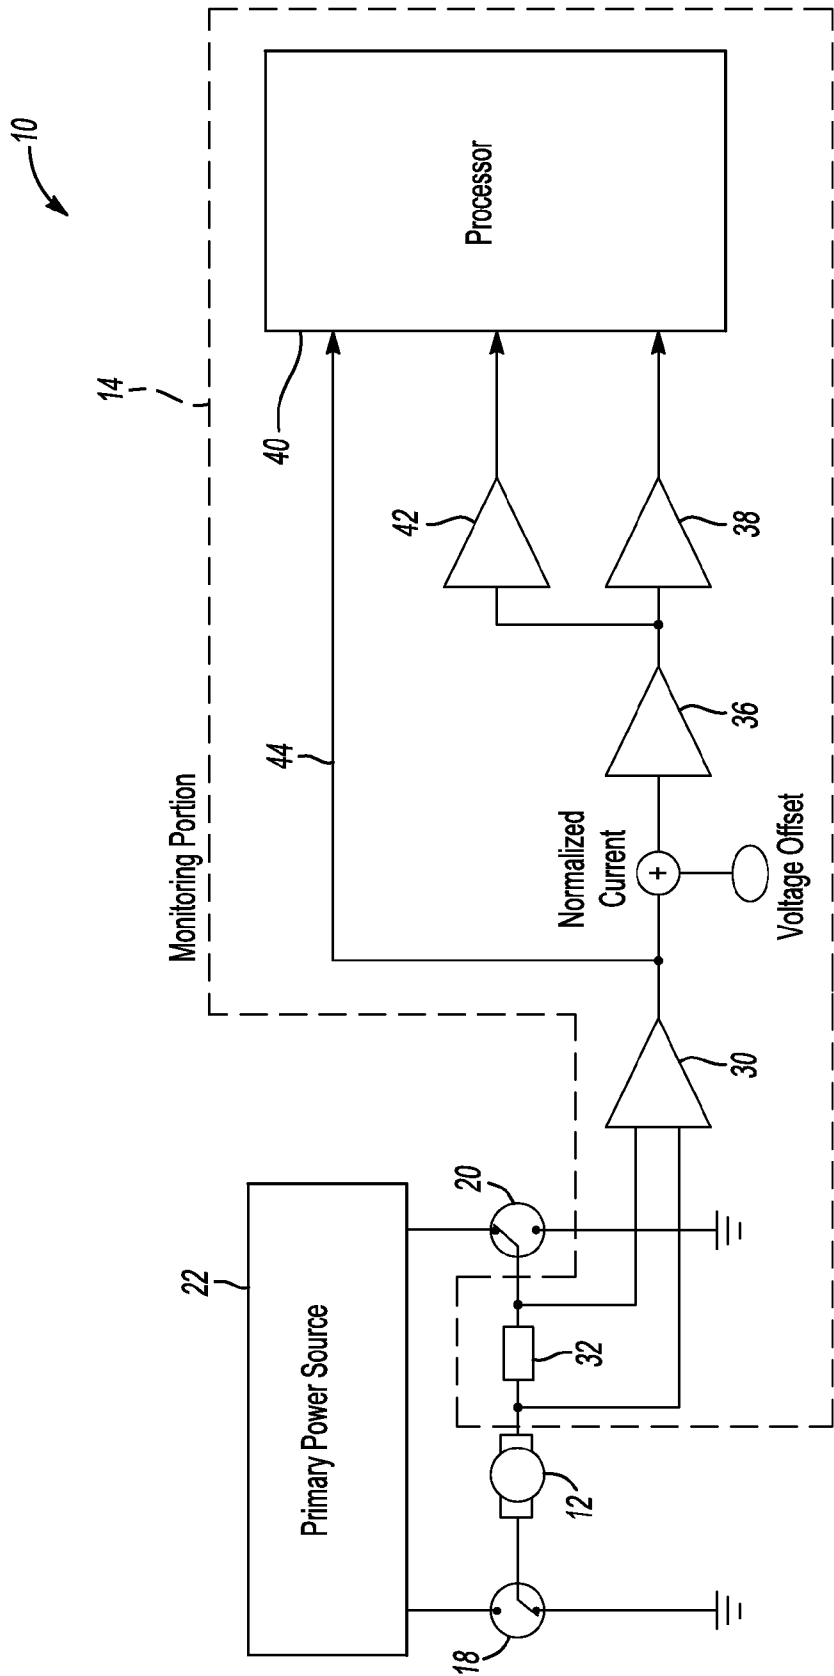 10
14
Monitoring Portion
Processor
40
44
42
38
36
Normalized
Current
+
Voltage Offset
30
22
Primary Power Source
20
32
12
18